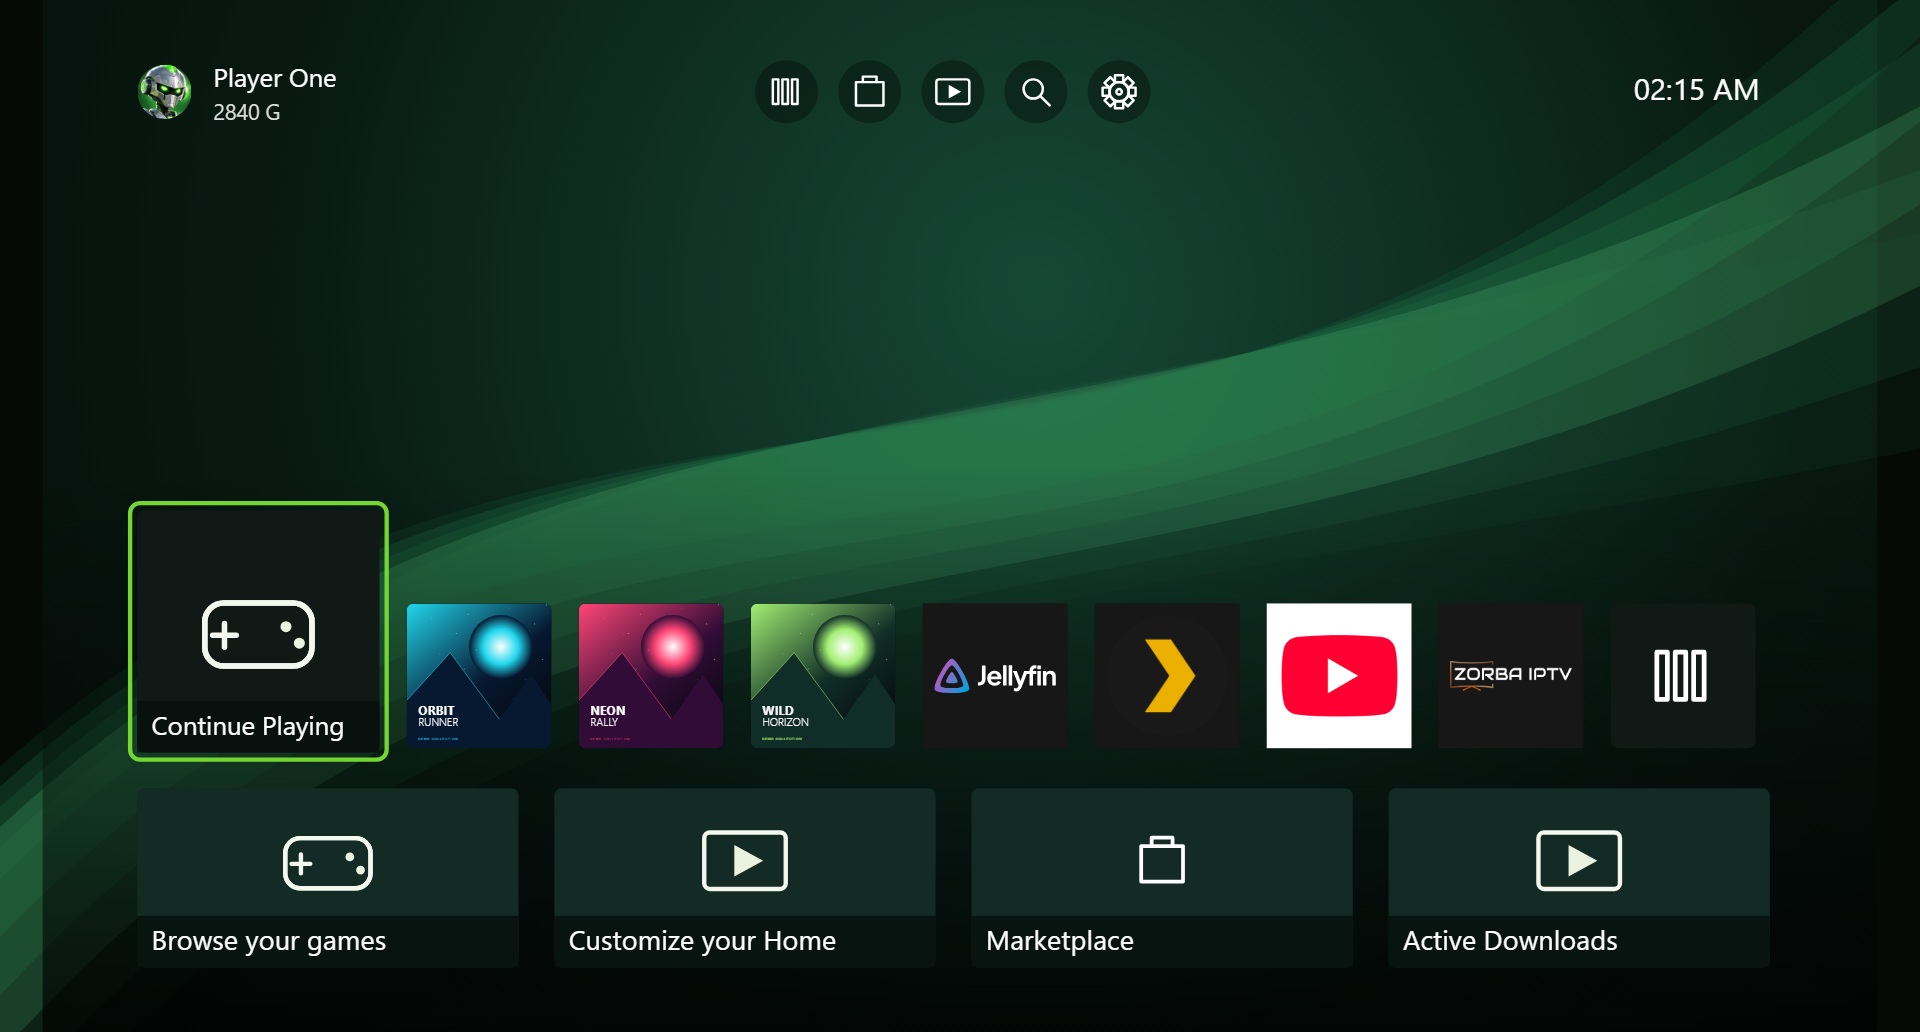 Player One
2840 G
02:15 AM
Continue Playing
ORBIT
RUNNER
NEON
RALLY
WILD
HORIZON
Jellyfin
ZORBA IPTV
Browse your games
Customize your Home
Marketplace
Active Downloads